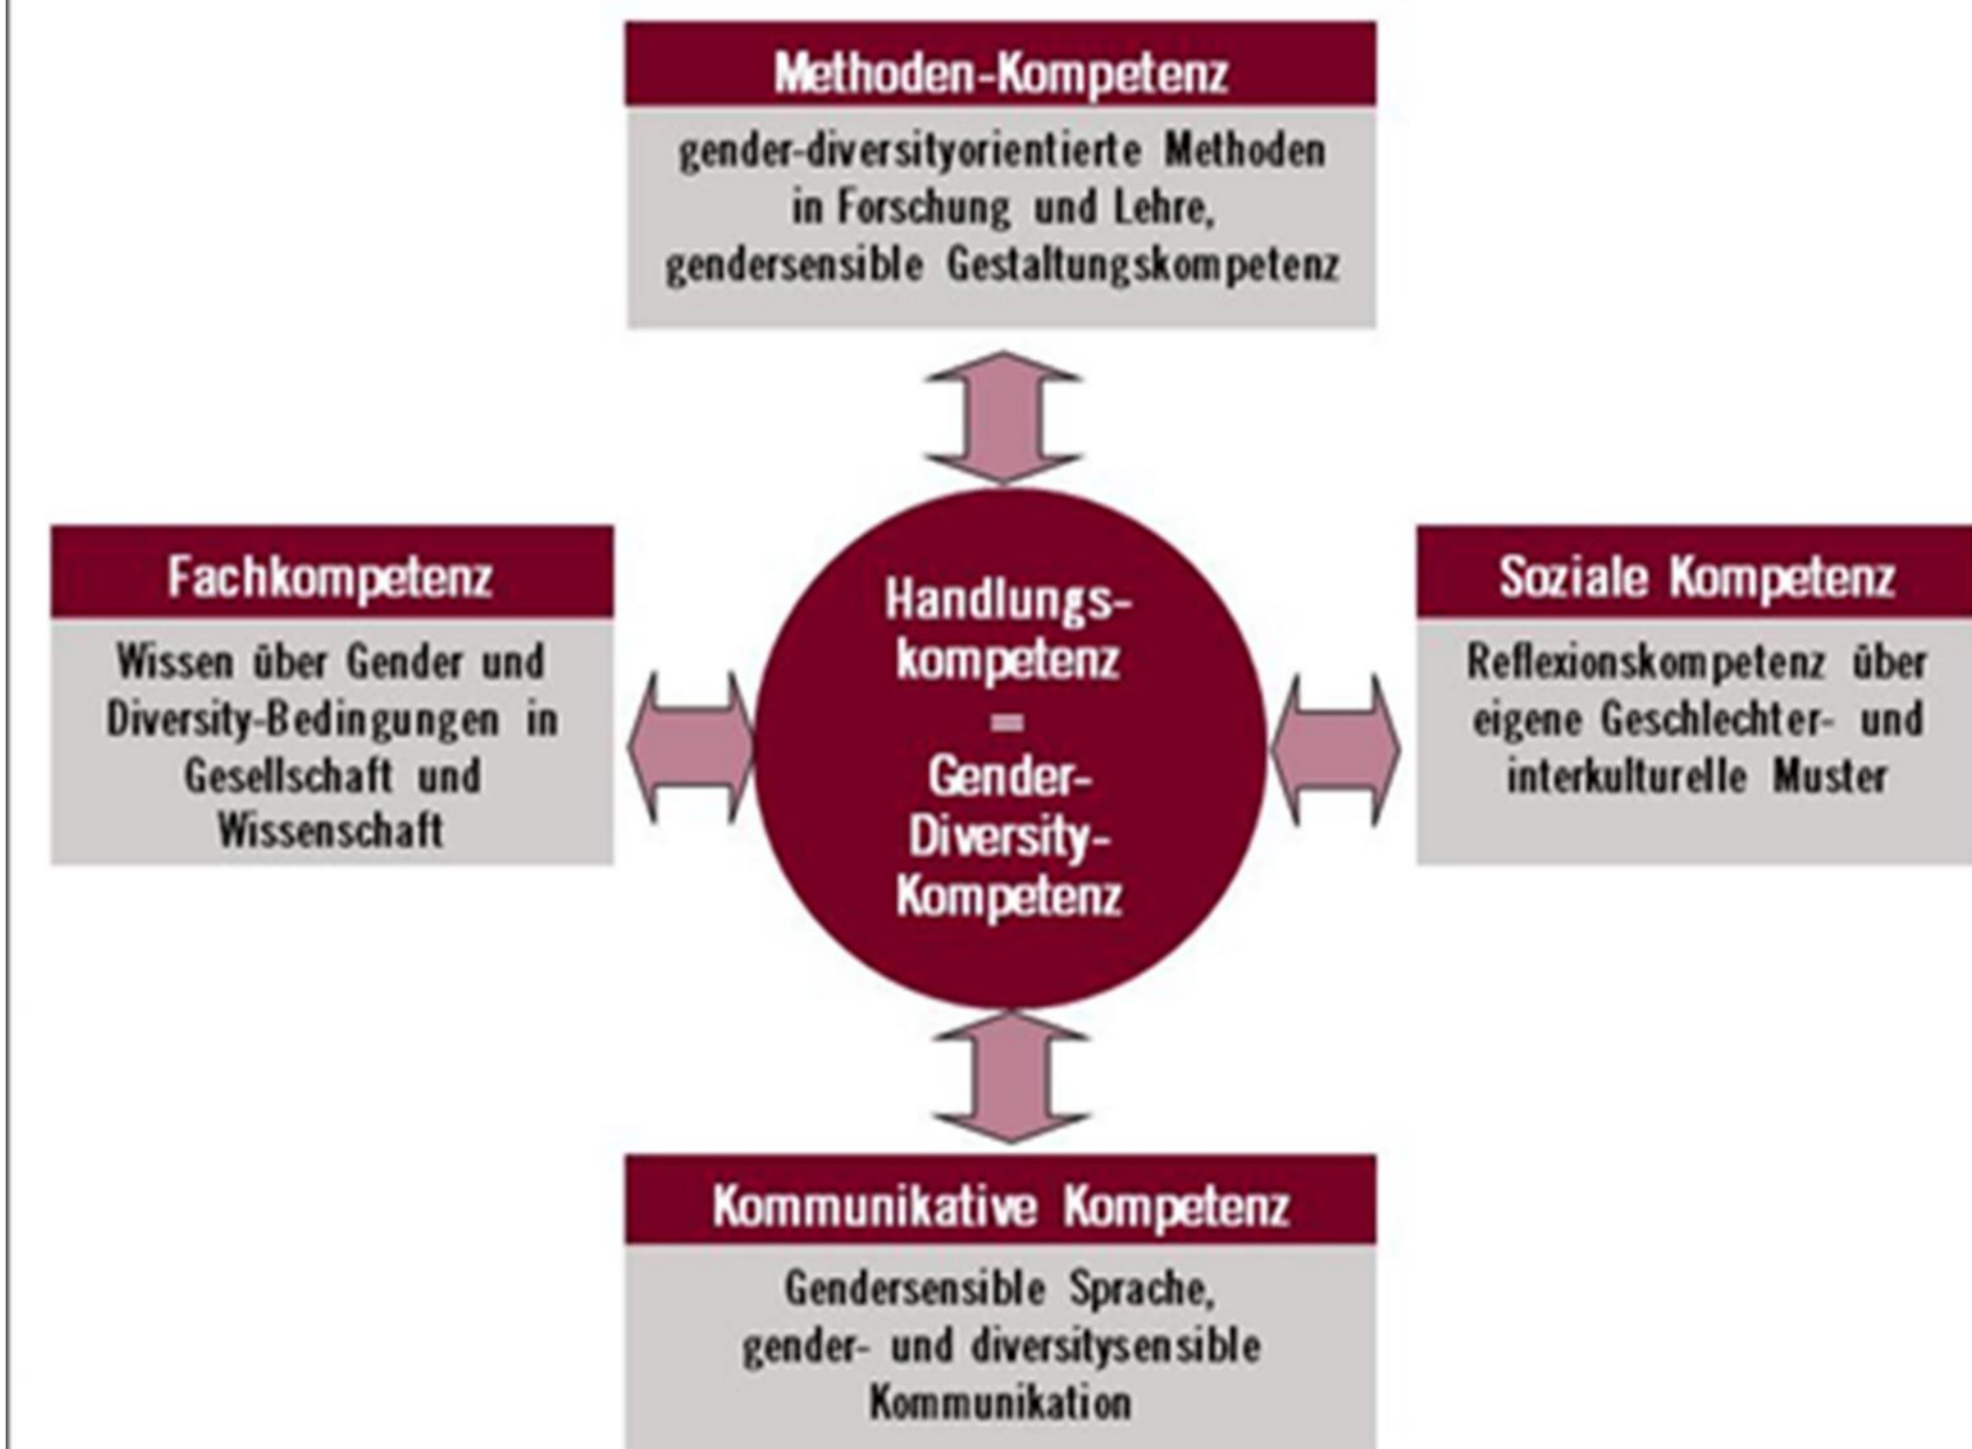 Methoden-Kompetenz
gender-diversityorientierte Methoden
in Forschung und Lehre,
gendersensible Gestaltungskompetenz
Fachkompetenz
Wissen über Gender und
Diversity-Bedingungen in
Gesellschaft und
Wissenschaft
Handlungs-
kompetenz
=
Gender-
Diversity-
Kompetenz
Soziale Kompetenz
Reflexionskompetenz über
eigene Geschlechter- und
interkulturelle Muster
Kommunikative Kompetenz
Gendersensible Sprache,
gender- und diversitysensible
Kommunikation